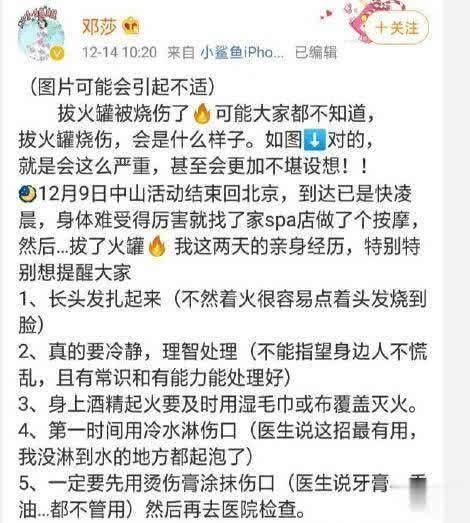 邓莎
12-14 10:20 来自 小鲨鱼iPho... 已编辑
+关注
（图片可能会引起不适）
拔火罐被烧伤了🔥可能大家都不知道，
拔火罐烧伤，会是什么样子。如图⬇️对的，
就是会这么严重，甚至会更加不堪设想！！
🌛12月9日中山活动结束回北京，到达已是快凌
晨，身体难受得厉害就找了家spa店做了个按摩，
然后...拔了火罐🔥 我这两天的亲身经历，特别特
别想提醒大家
1、长头发扎起来（不然着火很容易点着头发烧到
脸）
2、真的要冷静，理智处理（不能指望身边人不慌
乱，且有常识和有能力能处理好）
3、身上酒精起火要及时用湿毛巾或布覆盖灭火。
4、第一时间用冷水淋伤口（医生说这招最有用，
我没淋到水的地方都起泡了）
5、一定要先用烫伤膏涂抹伤口（医生说牙膏
油...都不管用）然后再去医院检查。